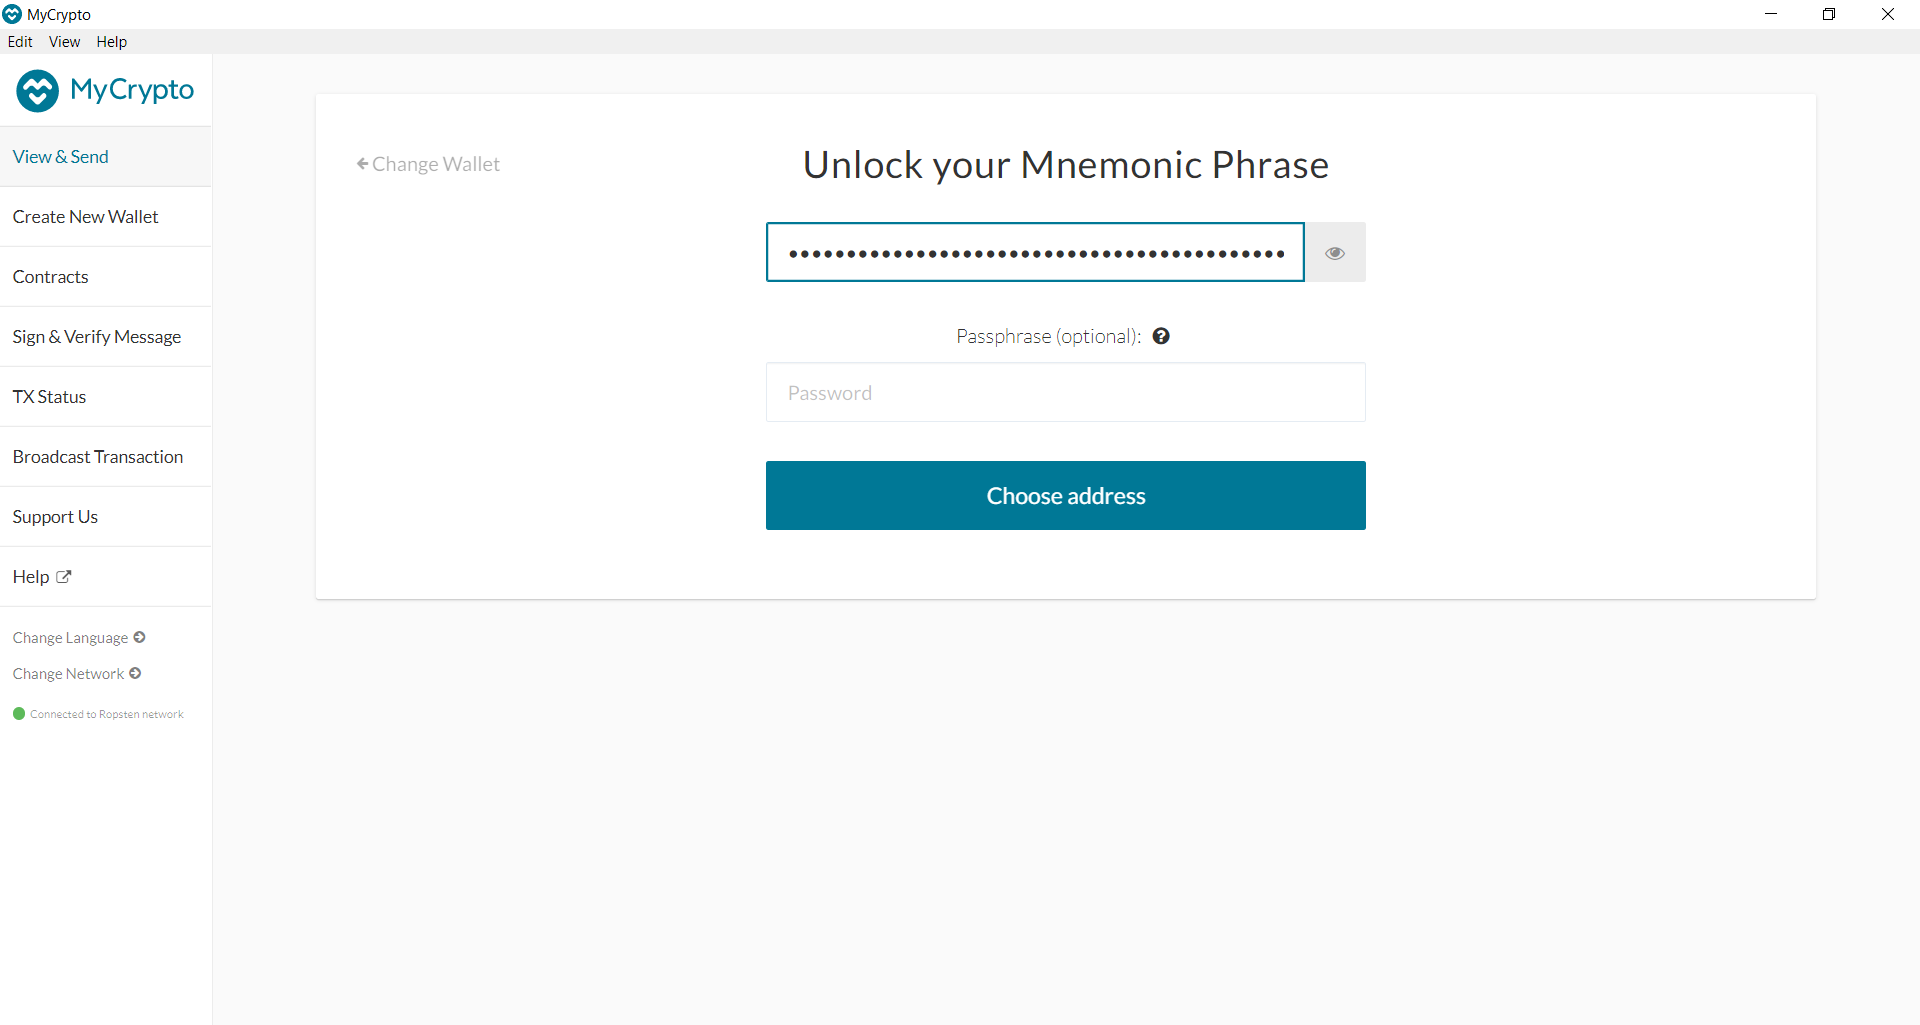 MyCrypto
Edit View Help
MyCrypto
View & Send
Create New Wallet
Contracts
Sign & Verify Message
TX Status
Broadcast Transaction
Support Us
Help
Change Language
Change Network
Connected to Ropsten network
Change Wallet
Unlock your Mnemonic Phrase
•••••••••••••••••••••••••••••••••••••••••••
Passphrase (optional):
Password
Choose address